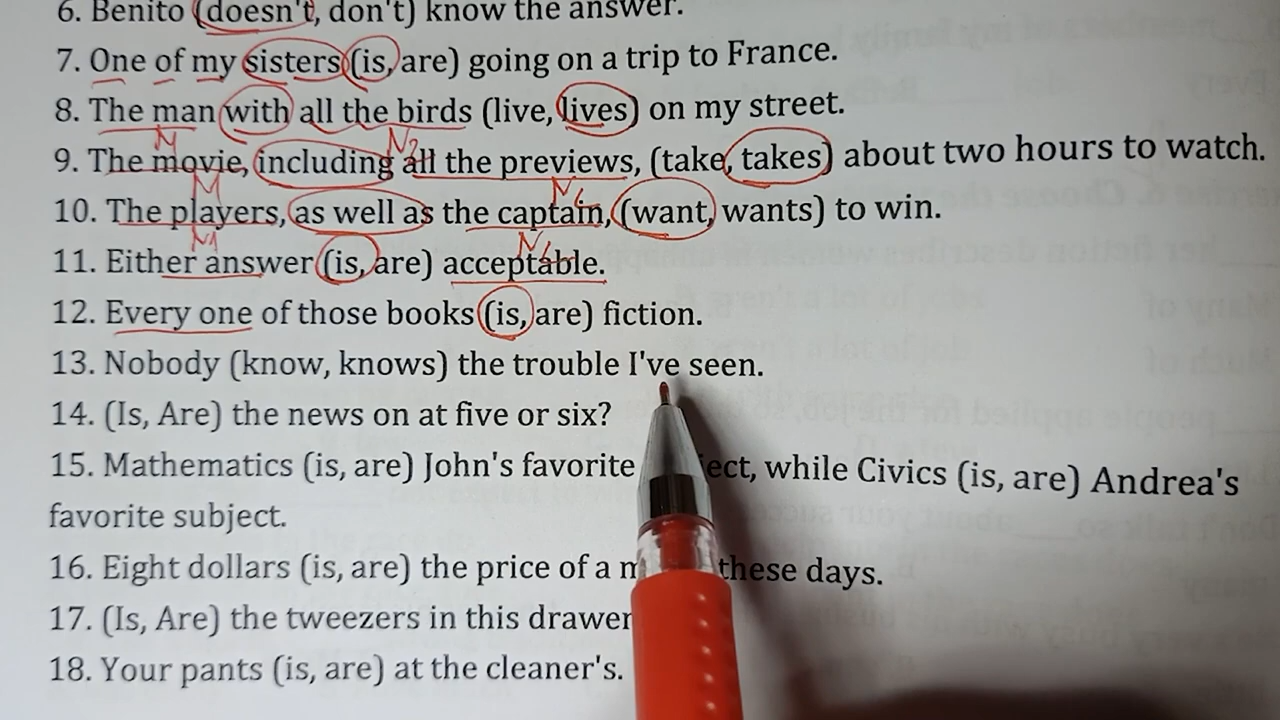 6. Benito (doesn't, don't) know the answer.
7. One of my sisters (is, are) going on a trip to France.
8. The man with all the birds (live, lives) on my street.
N N2
9. The movie, including all the previews, (take, takes) about two hours to watch.
10. The players, as well as the captain, (want, wants) to win.
N1
11. Either answer (is, are) acceptable.
12. Every one of those books (is, are) fiction.
13. Nobody (know, knows) the trouble I've seen.
14. (Is, Are) the news on at five or six?
15. Mathematics (is, are) John's favorite ect, while Civics (is, are) Andrea's
favorite subject.
16. Eight dollars (is, are) the price of a m these days.
17. (Is, Are) the tweezers in this drawer
18. Your pants (is, are) at the cleaner's.